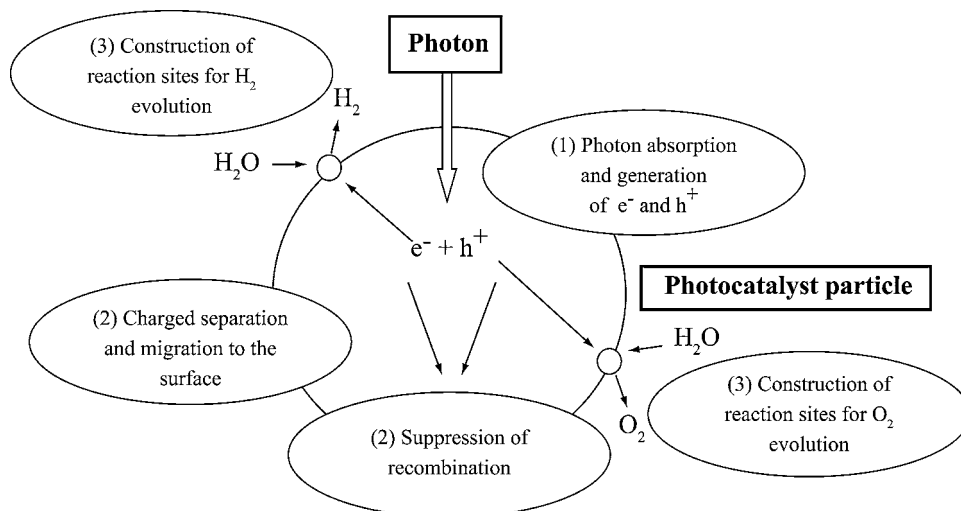 (3) Construction of
reaction sites for H₂
evolution
Photon
H₂
H₂O
(1) Photon absorption
and generation
of e⁻ and h⁺
e⁻ + h⁺
Photocatalyst particle
(2) Charged separation
and migration to the
surface
H₂O
(3) Construction of
reaction sites for O₂
evolution
O₂
(2) Suppression of
recombination